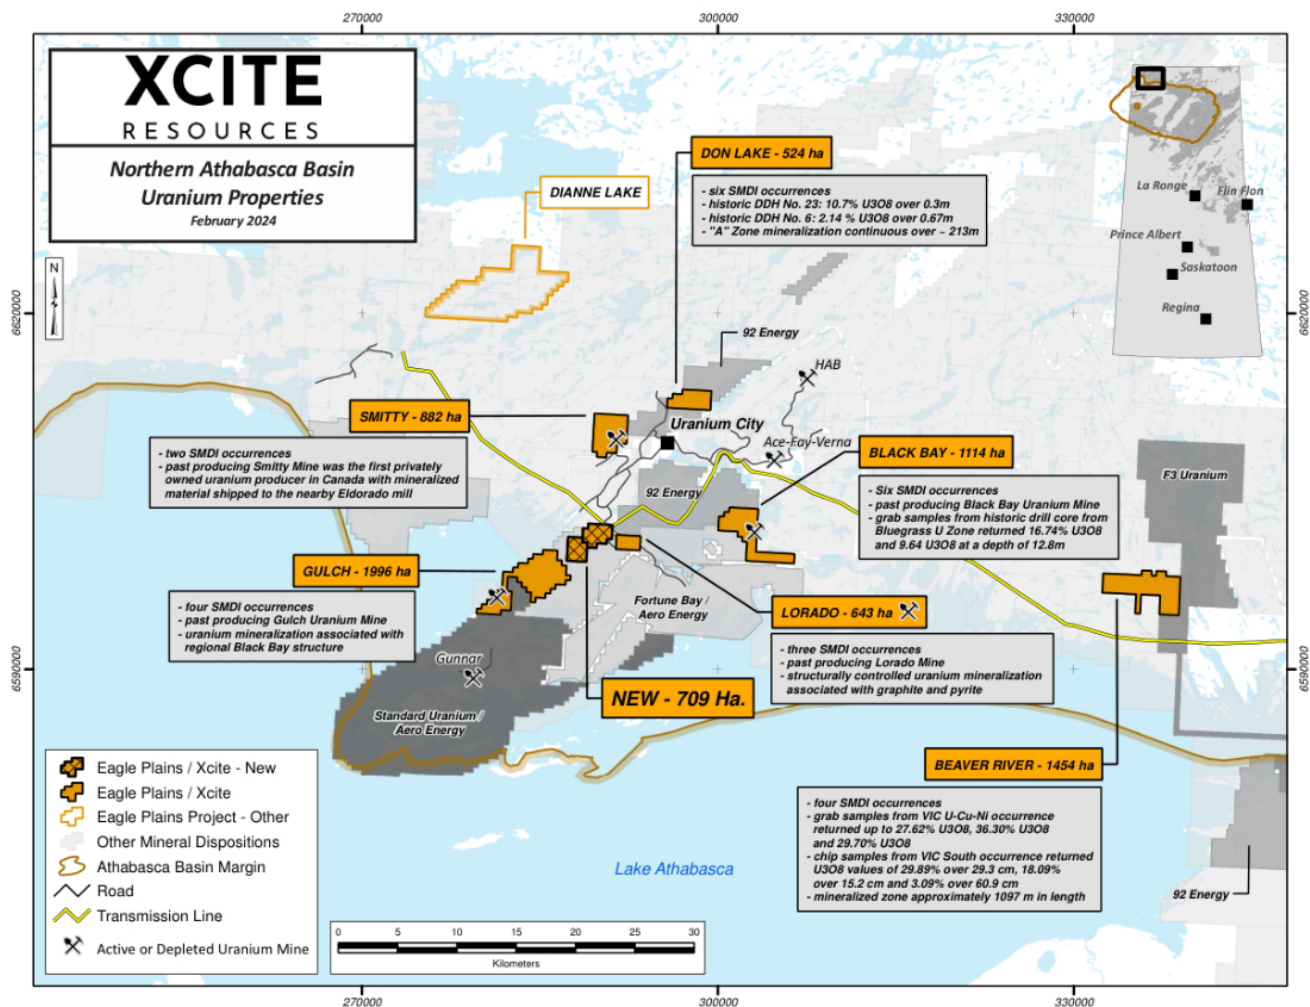 270000
300000
330000
XCITE
RESOURCES
Northern Athabasca Basin
Uranium Properties
February 2024
N
6620000
6620000
6590000
6590000
La Ronge
Flin Flon
Prince Albert
Saskatoon
Regina
DIANNE LAKE
DON LAKE - 524 ha
- six SMDI occurrences
- historic DDH No. 23: 10.7% U3O8 over 0.3m
- historic DDH No. 6: 2.14 % U3O8 over 0.67m
- "A" Zone mineralization continuous over ~ 213m
92 Energy
HAB
SMITTY - 882 ha
- two SMDI occurrences
- past producing Smitty Mine was the first privately
owned uranium producer in Canada with mineralized
material shipped to the nearby Eldorado mill
Uranium City
Ace-Fay-Verna
92 Energy
BLACK BAY - 1114 ha
- Six SMDI occurrences
- past producing Black Bay Uranium Mine
- grab samples from historic drill core from
Bluegrass U Zone returned 16.74% U3O8
and 9.64 U3O8 at a depth of 12.8m
F3 Uranium
GULCH - 1996 ha
- four SMDI occurrences
- past producing Gulch Uranium Mine
- uranium mineralization associated with
regional Black Bay structure
Fortune Bay /
Aero Energy
LORADO - 643 ha
- three SMDI occurrences
- past producing Lorado Mine
- structurally controlled uranium mineralization
associated with graphite and pyrite
Gunnar
NEW - 709 Ha.
Standard Uranium /
Aero Energy
BEAVER RIVER - 1454 ha
- four SMDI occurrences
- grab samples from VIC U-Cu-Ni occurrence
returned up to 27.62% U3O8, 36.30% U3O8
and 29.70% U3O8
- chip samples from VIC South occurrence returned
U3O8 values of 29.89% over 29.3 cm, 18.09%
over 15.2 cm and 3.09% over 60.9 cm
- mineralized zone approximately 1097 m in length
92 Energy
Lake Athabasca
Eagle Plains / Xcite - New
Eagle Plains / Xcite
Eagle Plains Project - Other
Other Mineral Dispositions
Athabasca Basin Margin
Road
Transmission Line
Active or Depleted Uranium Mine
0 5 10 15 20 25 30
Kilometers
270000
300000
330000